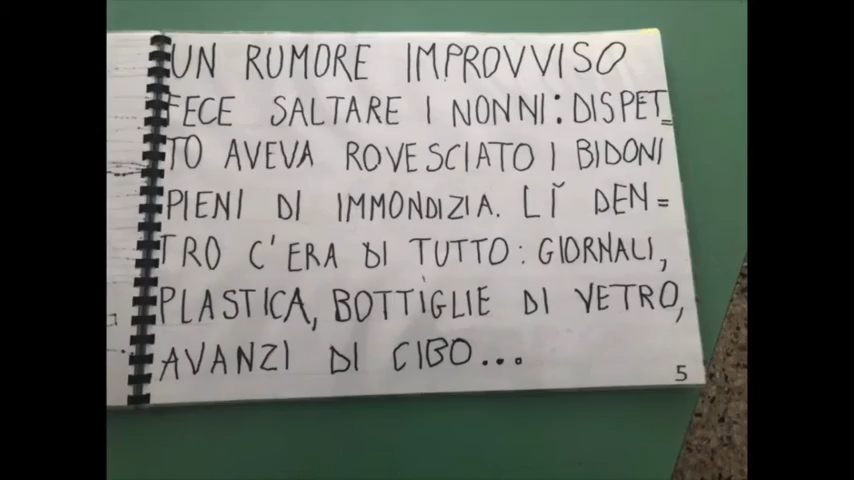 UN RUMORE IMPROVVISO
FECE SALTARE I NONNI: DISPET=
TO AVEVA ROVESCIATO I BIDONI
PIENI DI IMMONDIZIA. LÌ DEN=
TRO C'ERA DI TUTTO: GIORNALI,
PLASTICA, BOTTIGLIE DI VETRO,
AVANZI DI CIBO...
5